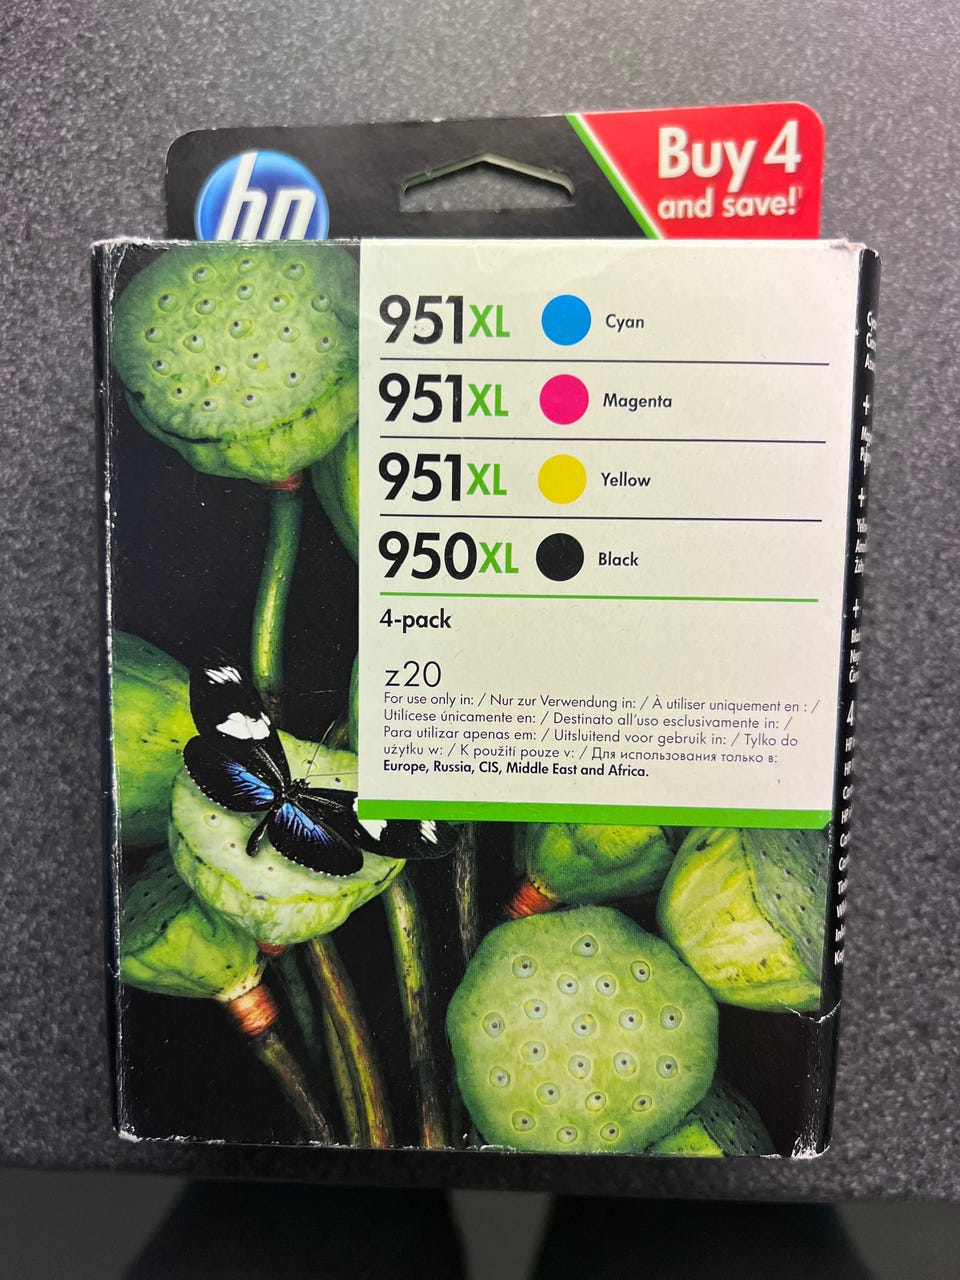 hp
Buy 4
and save!
951XL Cyan
951XL Magenta
951XL Yellow
950XL Black
4-pack
z20
For use only in: / Nur zur Verwendung in: / À utiliser uniquement en : /
Utilícese únicamente en: / Destinato all'uso esclusivamente in: /
Para utilizar apenas em: / Uitsluitend voor gebruik in: / Tylko do
użytku w: / K použití pouze v: / Для использования только в:
Europe, Russia, CIS, Middle East and Africa.
+
+
+
4